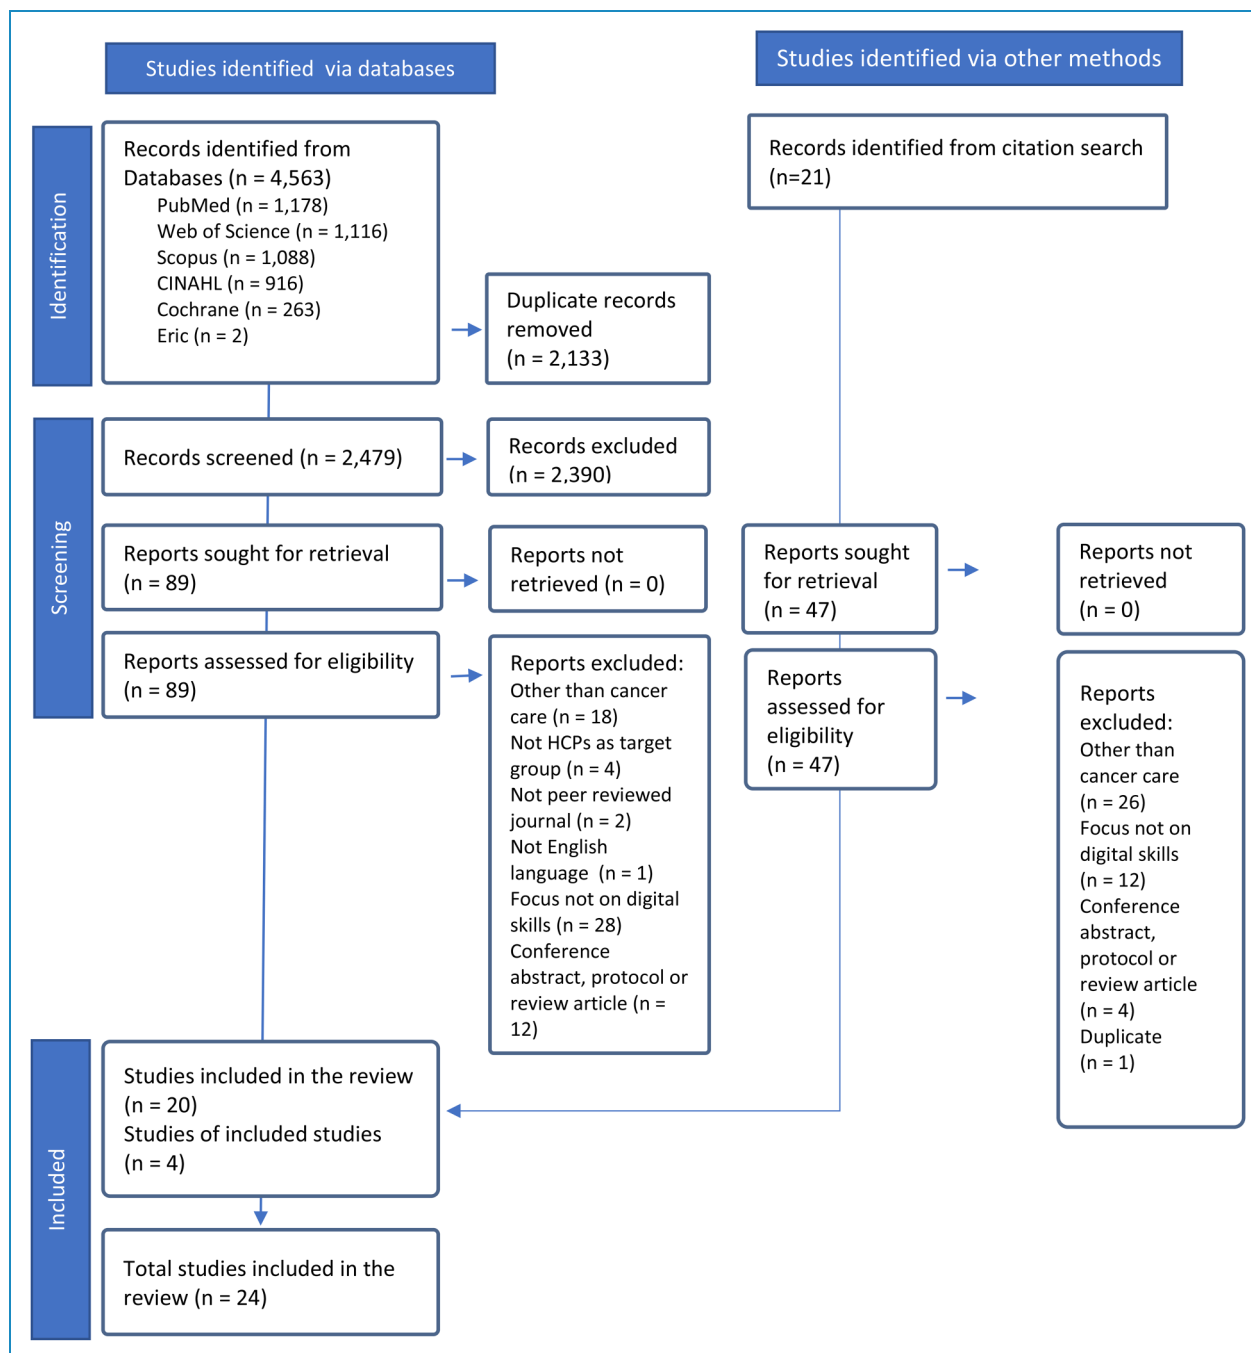 Studies identified via databases
Studies identified via other methods
Identification
Records identified from
Databases (n = 4,563)
PubMed (n = 1,178)
Web of Science (n = 1,116)
Scopus (n = 1,088)
CINAHL (n = 916)
Cochrane (n = 263)
Eric (n = 2)
Duplicate records
removed
(n = 2,133)
Records identified from citation search
(n=21)
Screening
Records screened (n = 2,479)
Records excluded
(n = 2,390)
Reports sought for retrieval
(n = 89)
Reports not
retrieved (n = 0)
Reports sought
for retrieval
(n = 47)
Reports not
retrieved
(n = 0)
Reports assessed for eligibility
(n = 89)
Reports excluded:
Other than cancer
care (n = 18)
Not HCPs as target
group (n = 4)
Not peer reviewed
journal (n = 2)
Not English
language  (n = 1)
Focus not on digital
skills (n = 28)
Conference
abstract, protocol or
review article (n =
12)
Reports
assessed for
eligibility
(n = 47)
Reports
excluded:
Other than
cancer care
(n = 26)
Focus not on
digital skills
(n = 12)
Conference
abstract,
protocol or
review article
(n = 4)
Duplicate
(n = 1)
Included
Studies included in the review
(n = 20)
Studies of included studies
(n = 4)
Total studies included in the
review (n = 24)